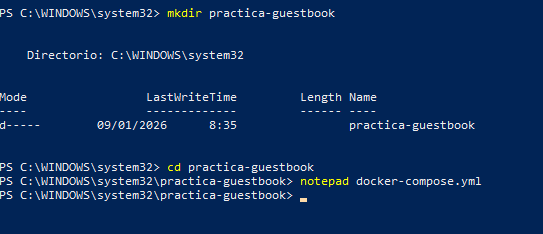 PS C:\WINDOWS\system32> mkdir practica-guestbook
Directorio: C:\WINDOWS\system32
Mode LastWriteTime Length Name
---- ------------- ------ ----
d----- 09/01/2026 8:35 practica-guestbook
PS C:\WINDOWS\system32> cd practica-guestbook
PS C:\WINDOWS\system32\practica-guestbook> notepad docker-compose.yml
PS C:\WINDOWS\system32\practica-guestbook>